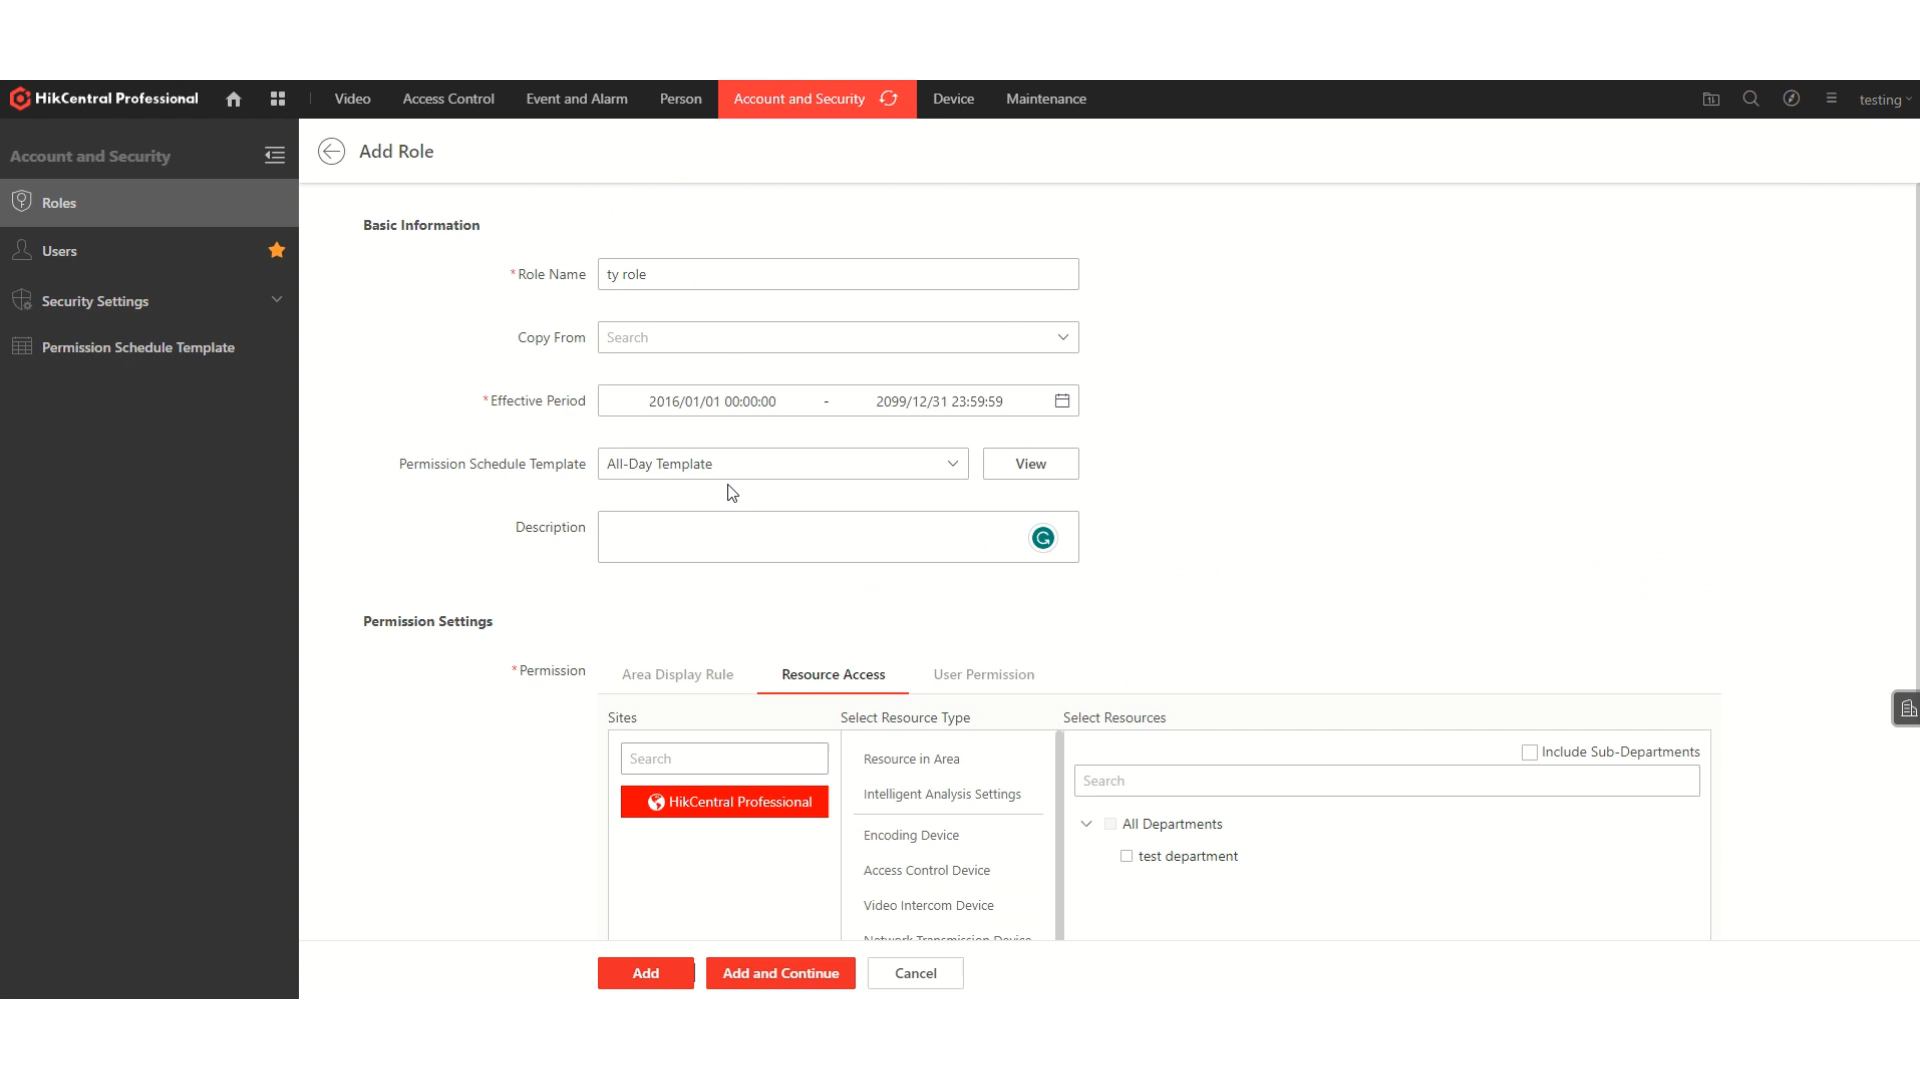 HikCentral Professional
Video
Access Control
Event and Alarm
Person
Account and Security
Device
Maintenance
testing
Account and Security
Roles
Users
Security Settings
Permission Schedule Template
Add Role
Basic Information
*Role Name
ty role
Copy From
Search
*Effective Period
2016/01/01 00:00:00 - 2099/12/31 23:59:59
Permission Schedule Template
All-Day Template
View
Description
Permission Settings
*Permission
Area Display Rule
Resource Access
User Permission
Sites
Select Resource Type
Select Resources
Search
HikCentral Professional
Resource in Area
Intelligent Analysis Settings
Encoding Device
Access Control Device
Video Intercom Device
Network Transmission Device
Include Sub-Departments
Search
All Departments
test department
Add
Add and Continue
Cancel